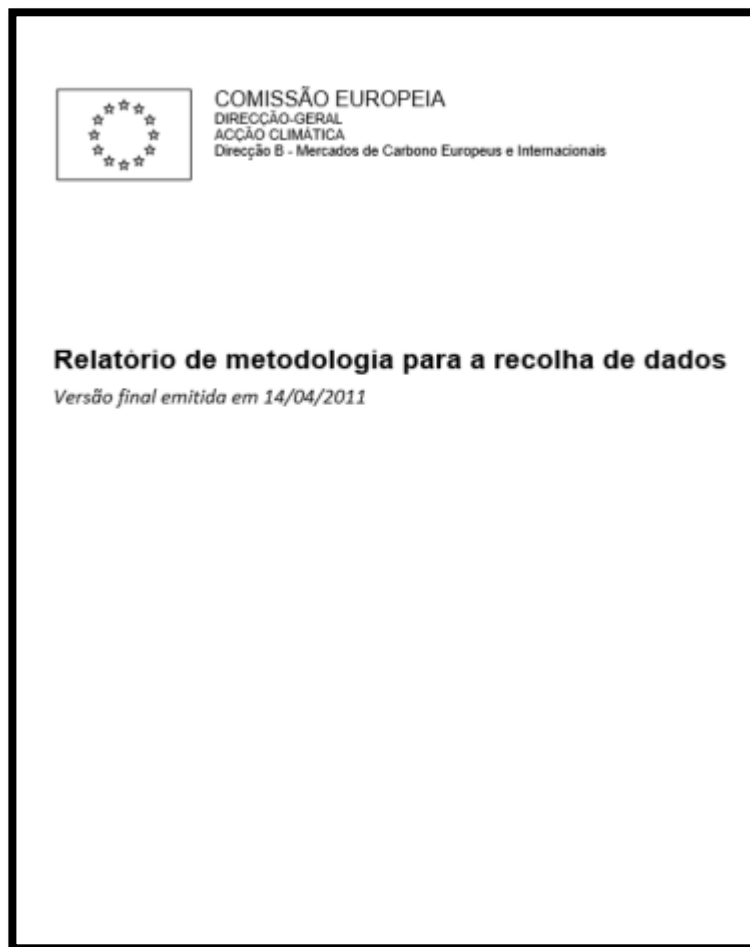 COMISSÃO EUROPEIA
DIRECÇÃO-GERAL
ACÇÃO CLIMÁTICA
Direcção B - Mercados de Carbono Europeus e Internacionais
Relatório de metodologia para a recolha de dados
Versão final emitida em 14/04/2011